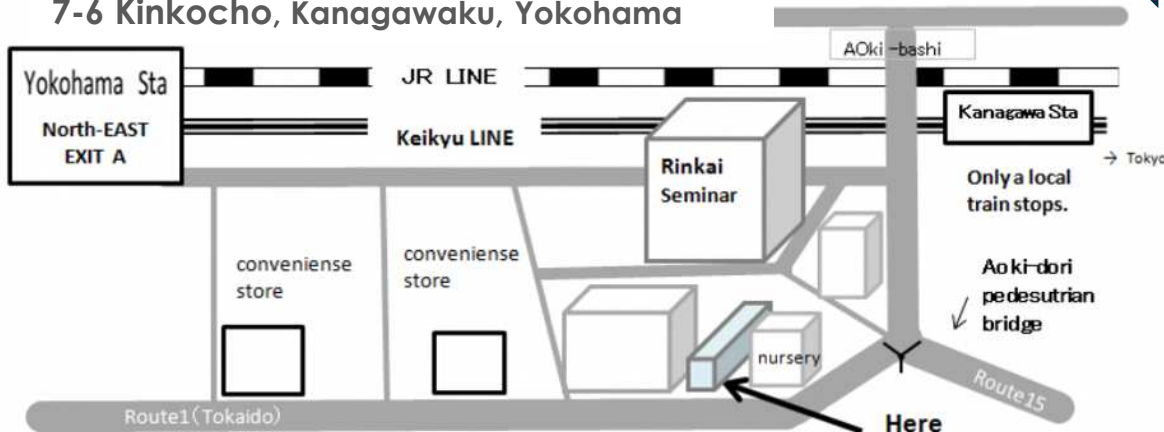 7-6 Kinkocho, Kanagawaku, Yokohama
AOki-bashi
Yokohama Sta
North-EAST
EXIT A
JR LINE
Keikyu LINE
Kanagawa Sta
→ Tokyo
Only a local
train stops.
Rinkai
Seminar
conveniense
store
conveniense
store
Aoki-dori
pedesutrian
bridge
nursery
Route15
Route1(Tokaido)
Here